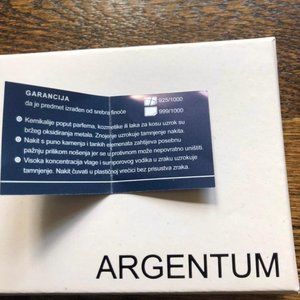 GARANCIJA
da je predmet izrađen od srebra finoće
925/1000
999/1000
Kemikalije poput parfema, kozmetike ili laka za kosu uzrok su
bržeg oksidiranja metala. Znojenje uzrokuje tamnjenje nakita.
Nakit s puno kamenja i tankih elemenata zahtijeva posebnu
pažnju prilikom nošenja jer se u protivnom može nepovratno uništiti.
Visoka koncentracija vlage i sumporovog vodika u zraku uzrokuje
tamnjenje. Nakit čuvati u plastičnoj vrećici bez prisustva zraka.
ARGENTUM